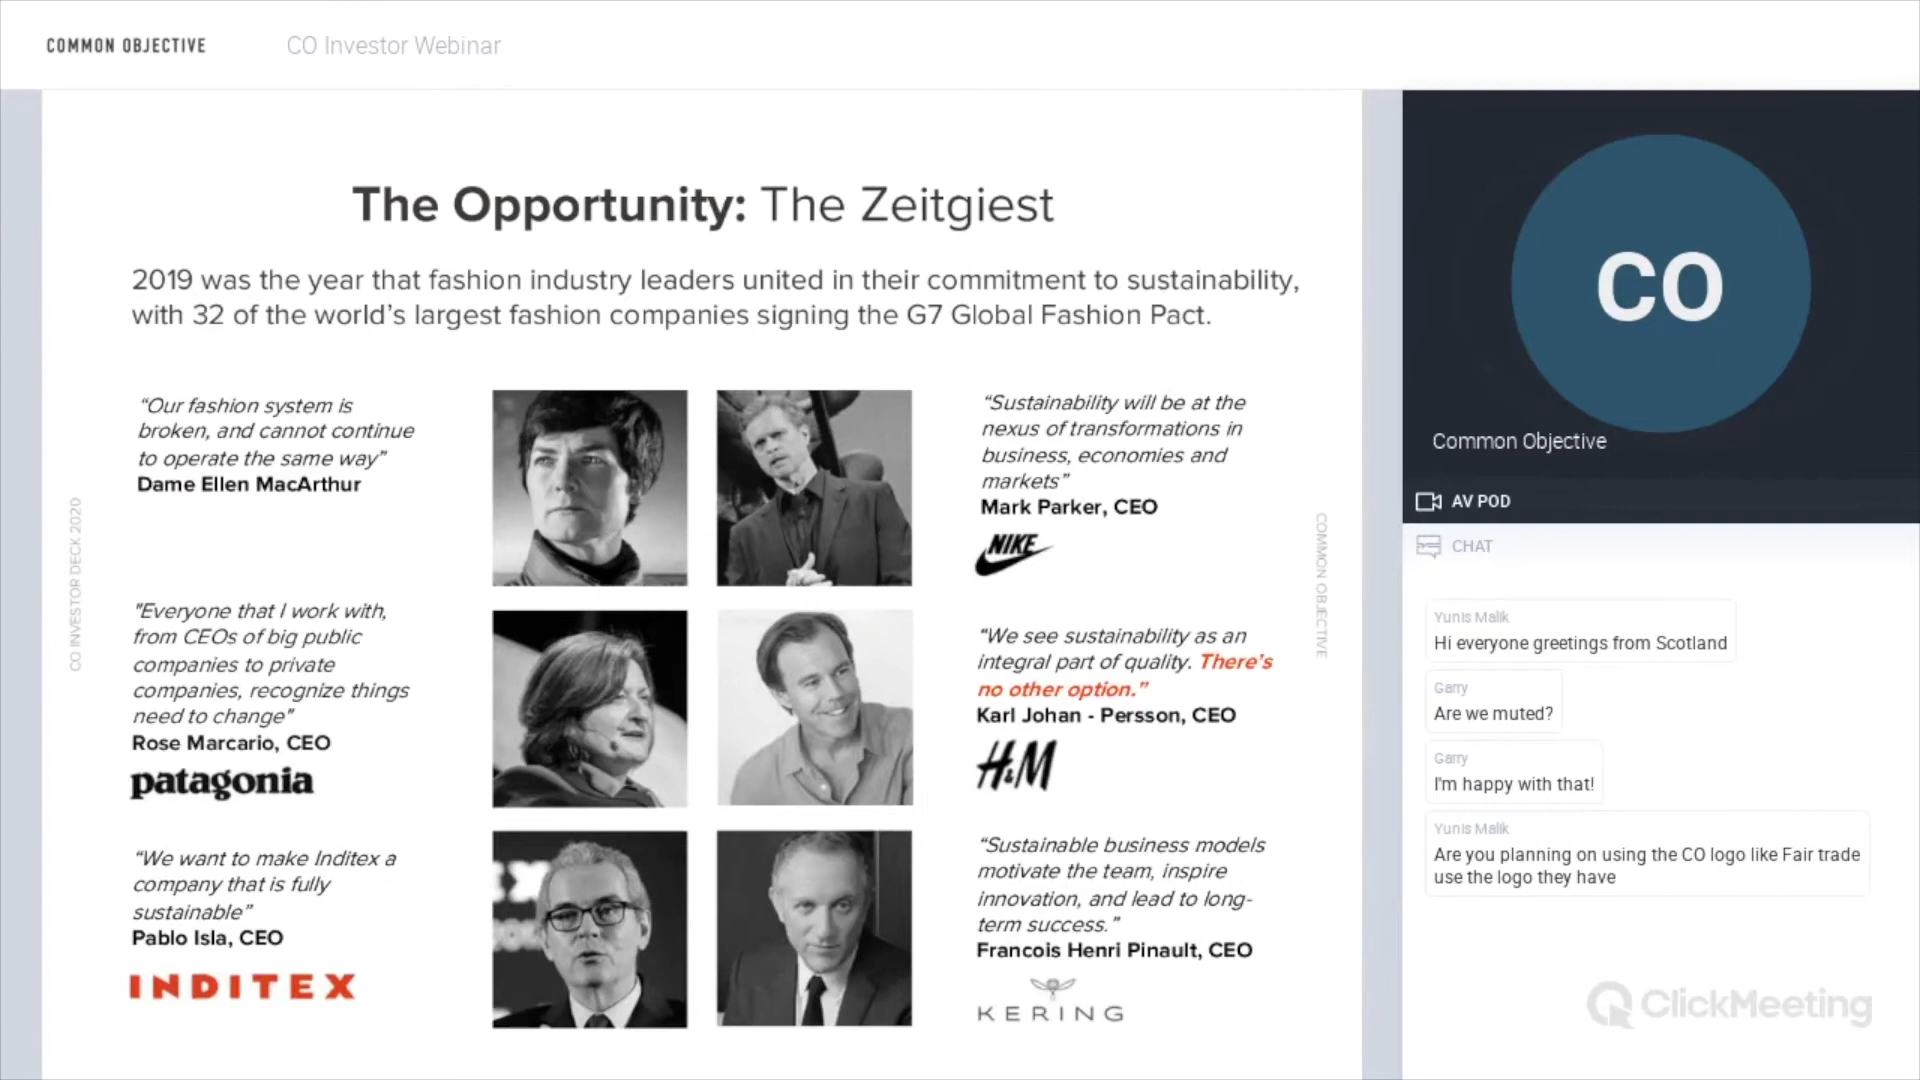 COMMON OBJECTIVE
CO Investor Webinar
The Opportunity: The Zeitgiest
2019 was the year that fashion industry leaders united in their commitment to sustainability,
with 32 of the world’s largest fashion companies signing the G7 Global Fashion Pact.
“Our fashion system is
broken, and cannot continue
to operate the same way”
Dame Ellen MacArthur
“Sustainability will be at the
nexus of transformations in
business, economies and
markets”
Mark Parker, CEO
NIKE
"Everyone that I work with,
from CEOs of big public
companies to private
companies, recognize things
need to change”
Rose Marcario, CEO
patagonia
“We see sustainability as an
integral part of quality. There’s
no other option.”
Karl Johan - Persson, CEO
H&M
“We want to make Inditex a
company that is fully
sustainable”
Pablo Isla, CEO
INDITEX
“Sustainable business models
motivate the team, inspire
innovation, and lead to long-
term success.”
Francois Henri Pinault, CEO
KERING
CO INVESTOR DECK 2020
COMMON OBJECTIVE
CO
Common Objective
AV POD
CHAT
Yunis Malik
Hi everyone greetings from Scotland
Garry
Are we muted?
Garry
I'm happy with that!
Yunis Malik
Are you planning on using the CO logo like Fair trade
use the logo they have
ClickMeeting